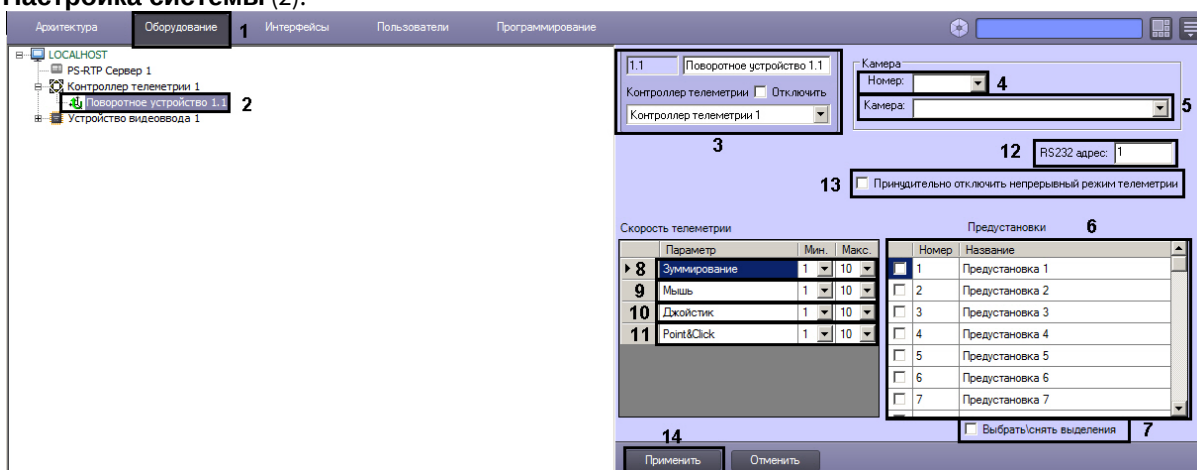 Настройка системы (2).
Архитектура Оборудование 1 Интерфейсы Пользователи Программирование
LOCALHOST
PS-RTP Сервер 1
Контроллер телеметрии 1
Поворотное устройство 1.1 2
Устройство видеоввода 1
1.1 Поворотное устройство 1.1
Контроллер телеметрии Отключить
Контроллер телеметрии 1
3
Камера
Номер: 4
Камера: 5
12 RS232 адрес: 1
13 Принудительно отключить непрерывный режим телеметрии
Скорость телеметрии
Параметр Мин. Макс.
8 Зуммирование 1 10
9 Мышь 1 10
10 Джойстик 1 10
11 Point&Click 1 10
Предустановки 6
Номер Название
1 Предустановка 1
2 Предустановка 2
3 Предустановка 3
4 Предустановка 4
5 Предустановка 5
6 Предустановка 6
7 Предустановка 7
Выбрать\снять выделения 7
14
Применить Отменить